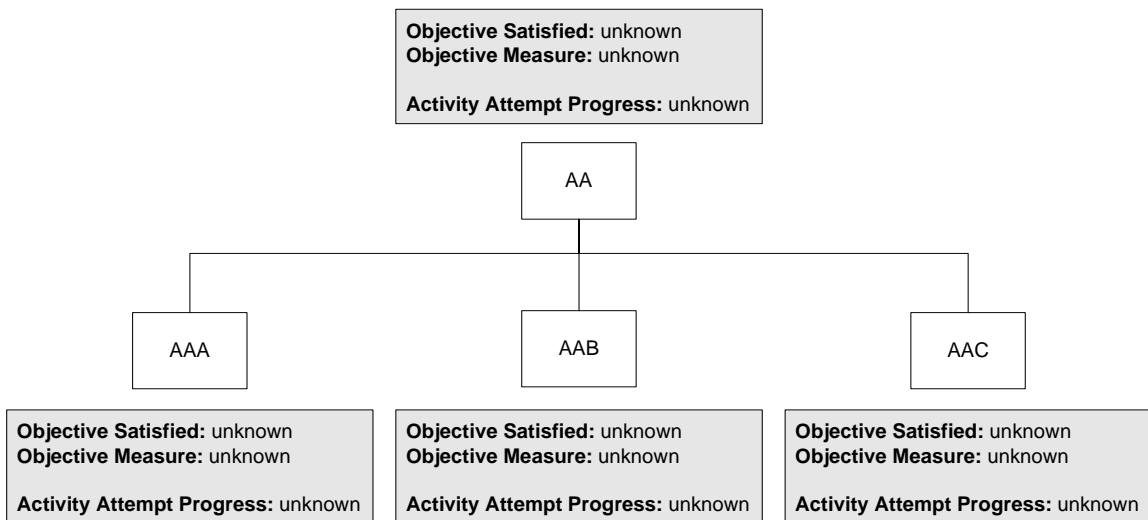 Objective Satisfied: unknown
Objective Measure: unknown
Activity Attempt Progress: unknown
AA
AAA
AAB
AAC
Objective Satisfied: unknown
Objective Measure: unknown
Activity Attempt Progress: unknown
Objective Satisfied: unknown
Objective Measure: unknown
Activity Attempt Progress: unknown
Objective Satisfied: unknown
Objective Measure: unknown
Activity Attempt Progress: unknown